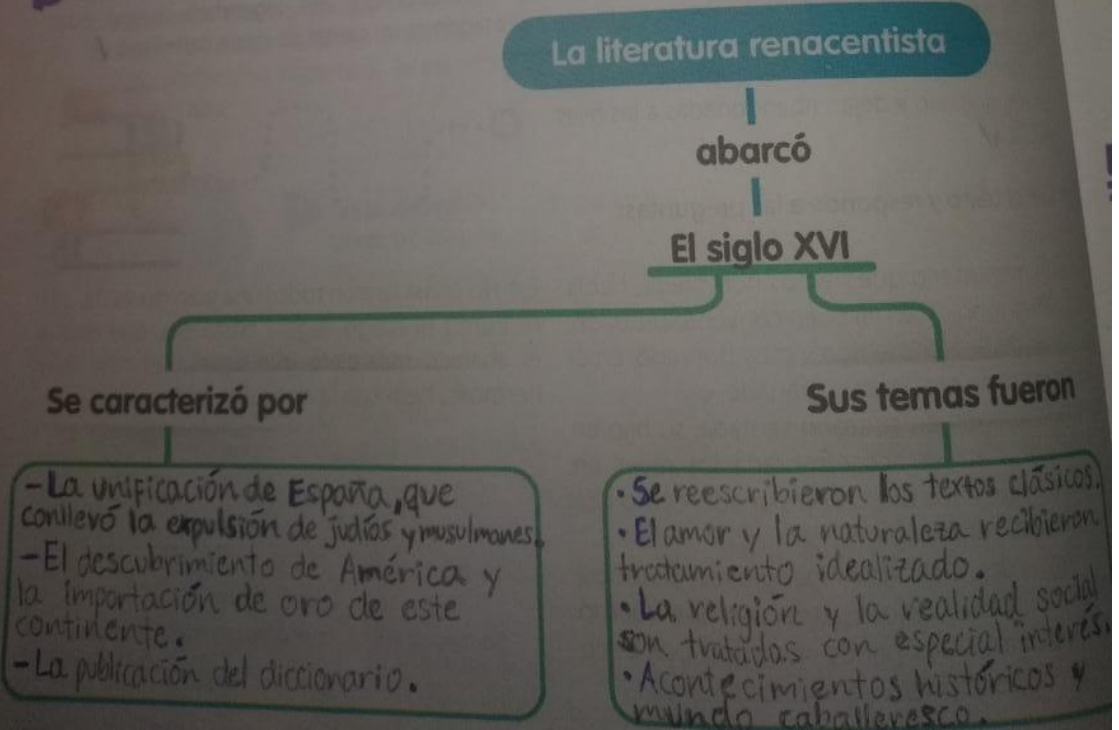 La literatura renacentista
abarcó
El siglo XVI
Se caracterizó por
- La unificación de España, que
conllevó la expulsión de judíos y musulmanes.
- El descubrimiento de América y
la importación de oro de este
continente.
- La publicación del diccionario.
Sus temas fueron
• Se reescribieron los textos clásicos.
• El amor y la naturaleza recibieron
tratamiento idealizado.
• La religión y la realidad social
son tratadas con especial interés.
• Acontecimientos históricos y
mundo caballeresco.